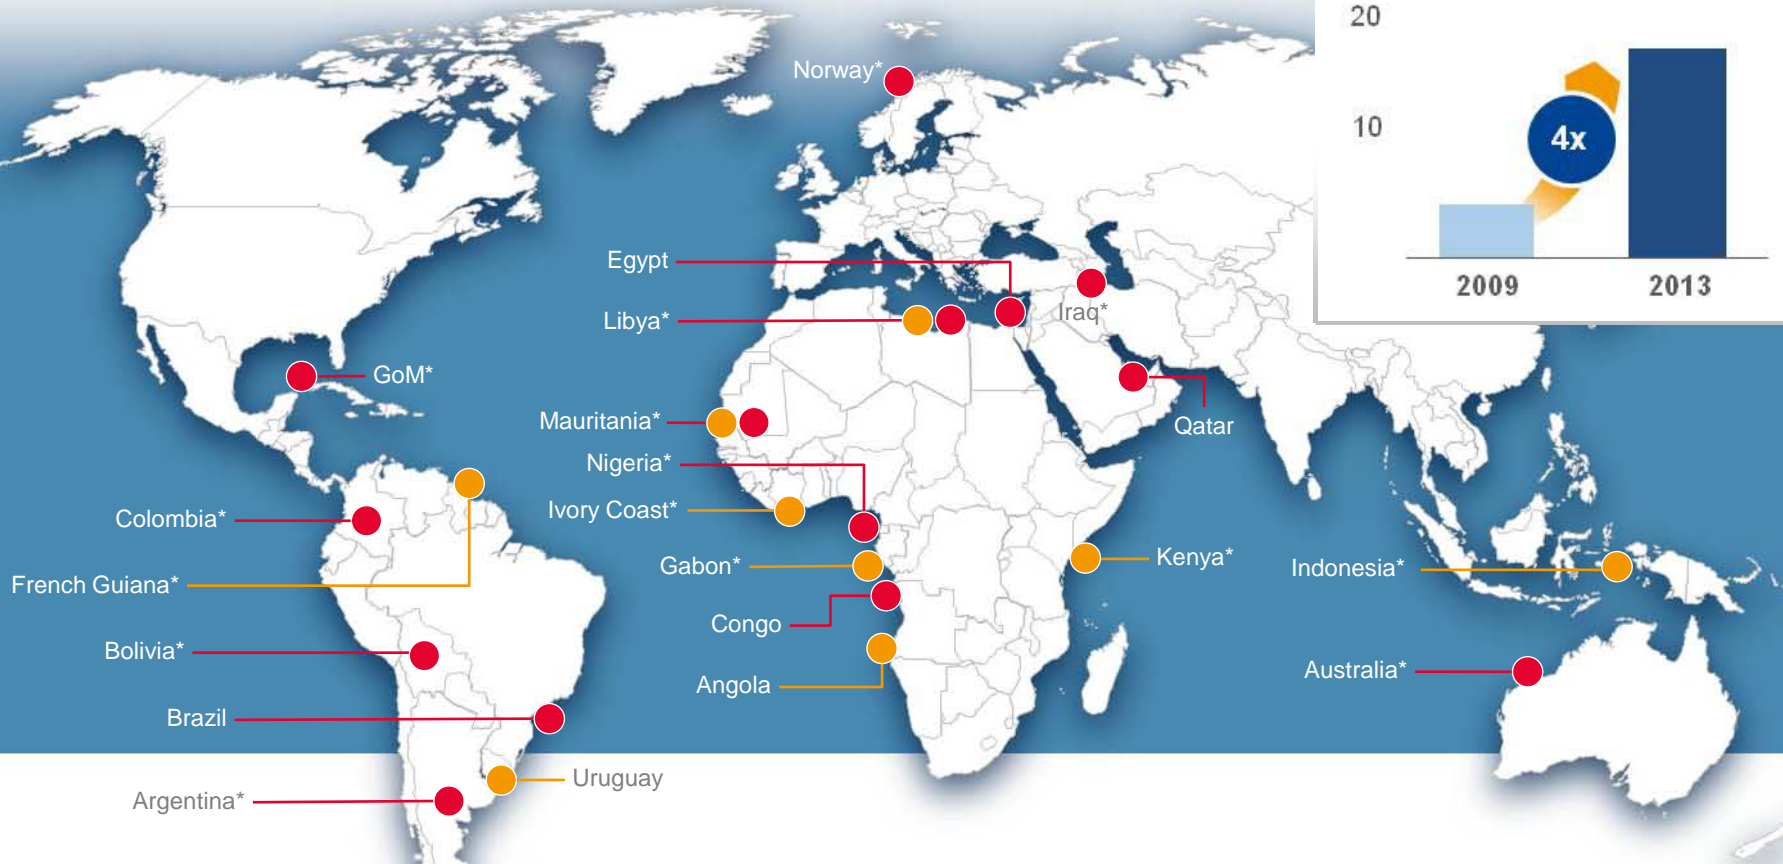 20
10
4x
2009 2013
Norway*
Egypt
Iraq*
Libya*
GoM*
Mauritania*
Qatar
Nigeria*
Ivory Coast*
Colombia*
Gabon*
Kenya*
Indonesia*
French Guiana*
Congo
Bolivia*
Australia*
Angola
Brazil
Uruguay
Argentina*